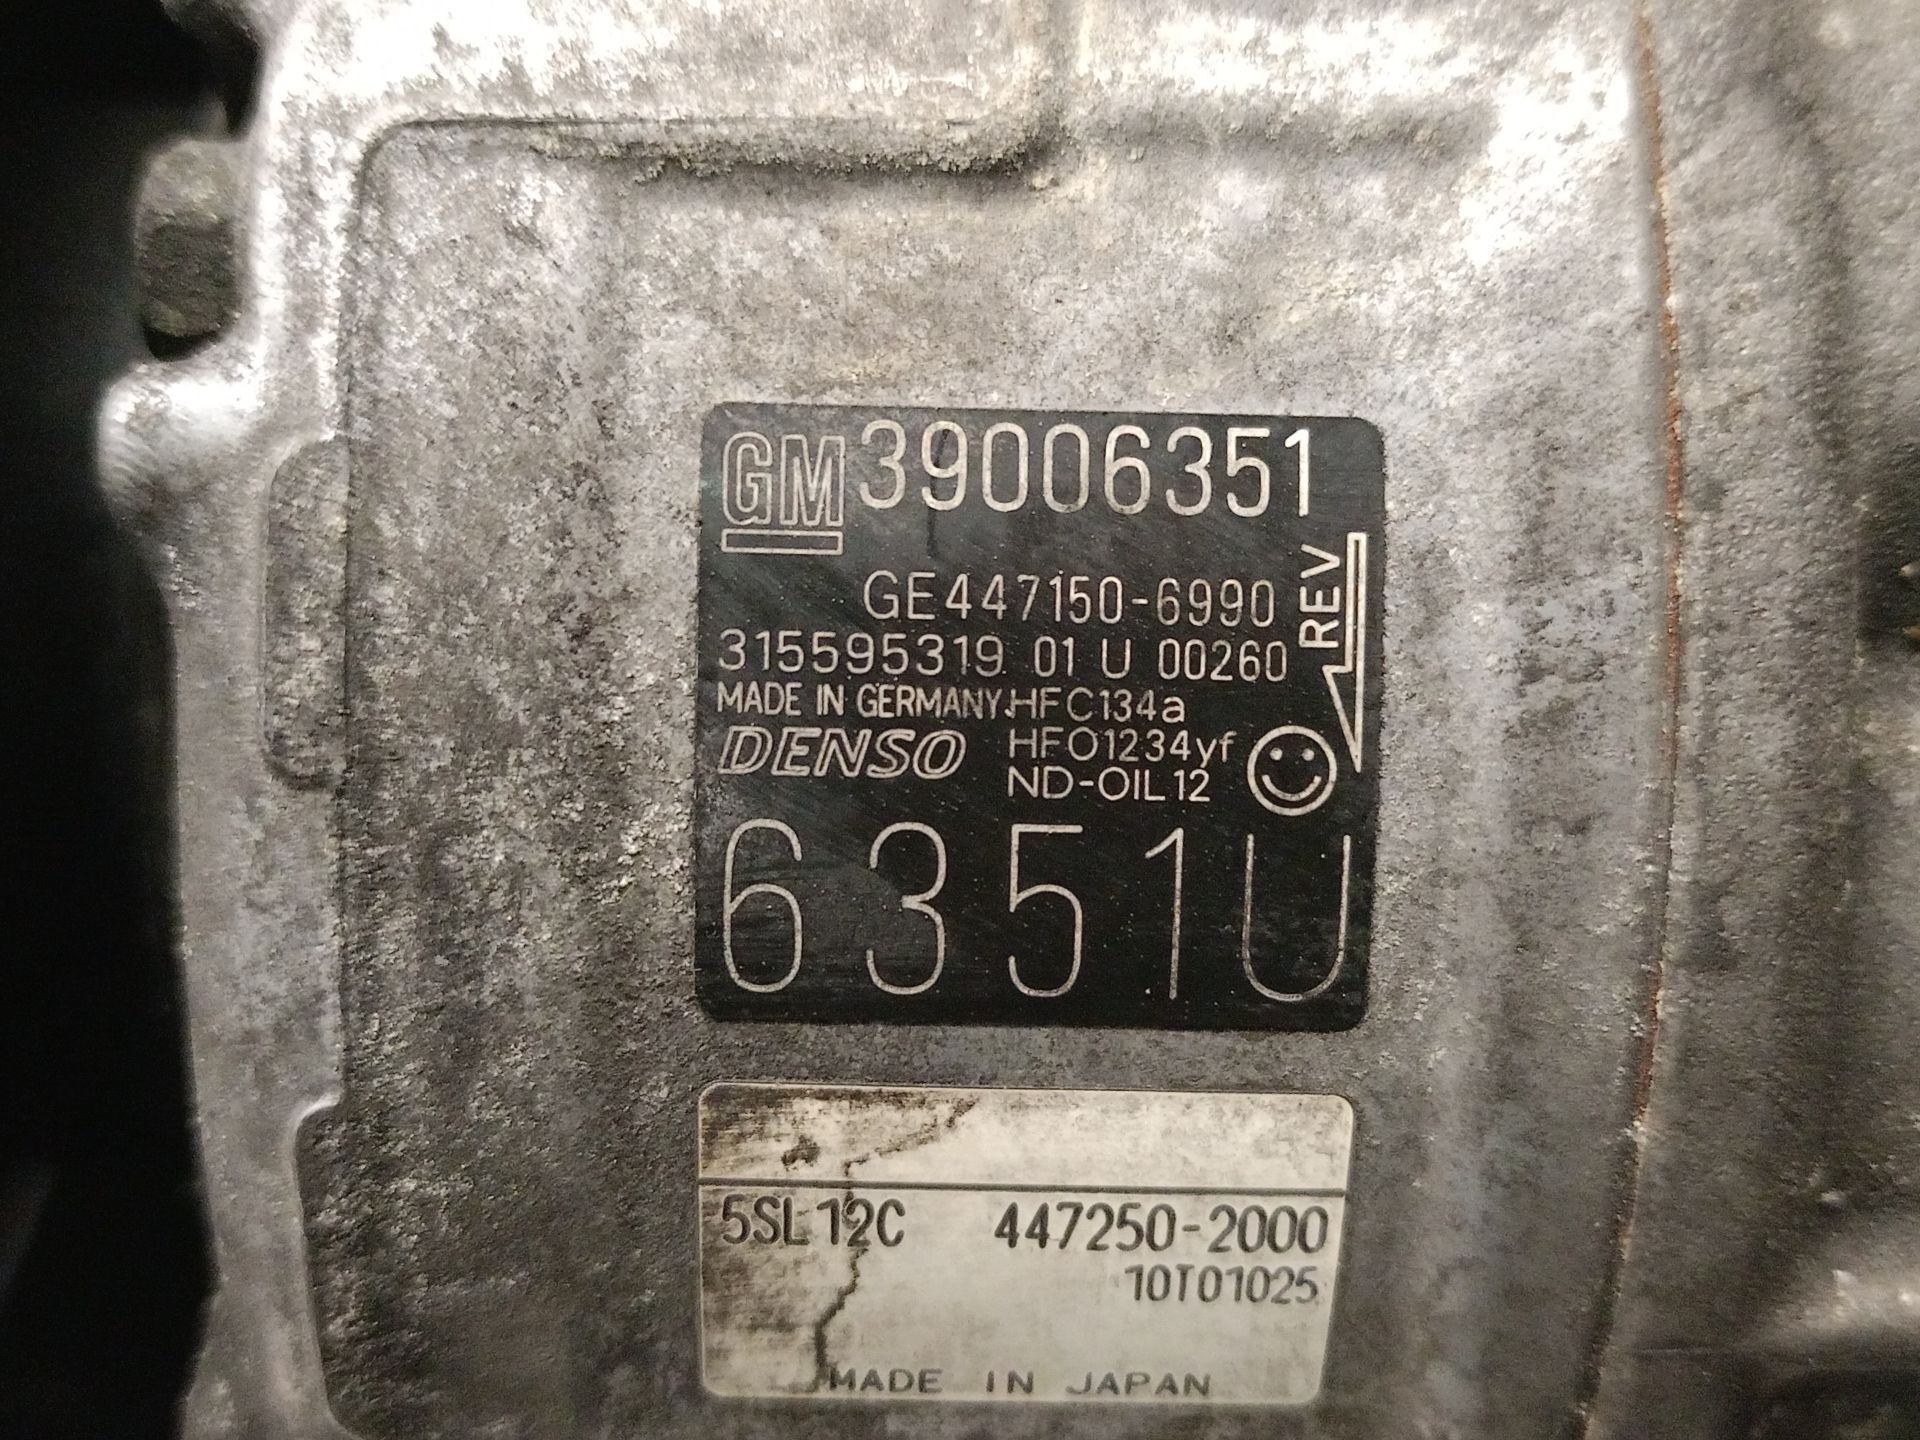 GM 39006351
GE447150-6990
REV
315595319 01 U 00260
MADE IN GERMANY HFC134a
DENSO HFO1234yf
ND-OIL12
6351U
5SL12C 447250-2000
10T01025
MADE IN JAPAN